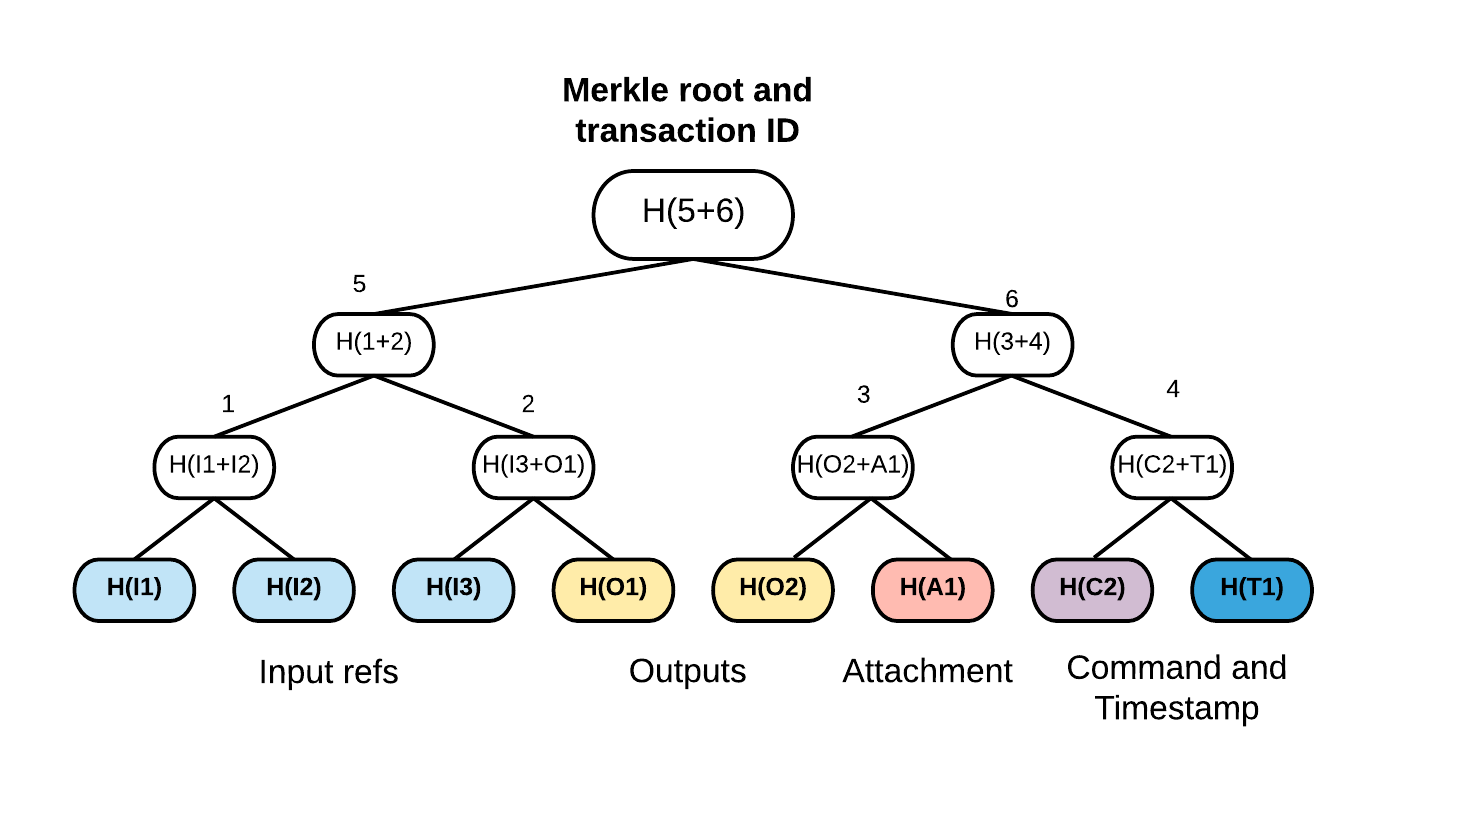 Merkle root and
transaction ID
H(5+6)
5
6
H(1+2)
H(3+4)
1
2
3
4
H(I1+I2)
H(I3+O1)
H(O2+A1)
H(C2+T1)
H(I1)
H(I2)
H(I3)
H(O1)
H(O2)
H(A1)
H(C2)
H(T1)
Input refs
Outputs
Attachment
Command and
Timestamp